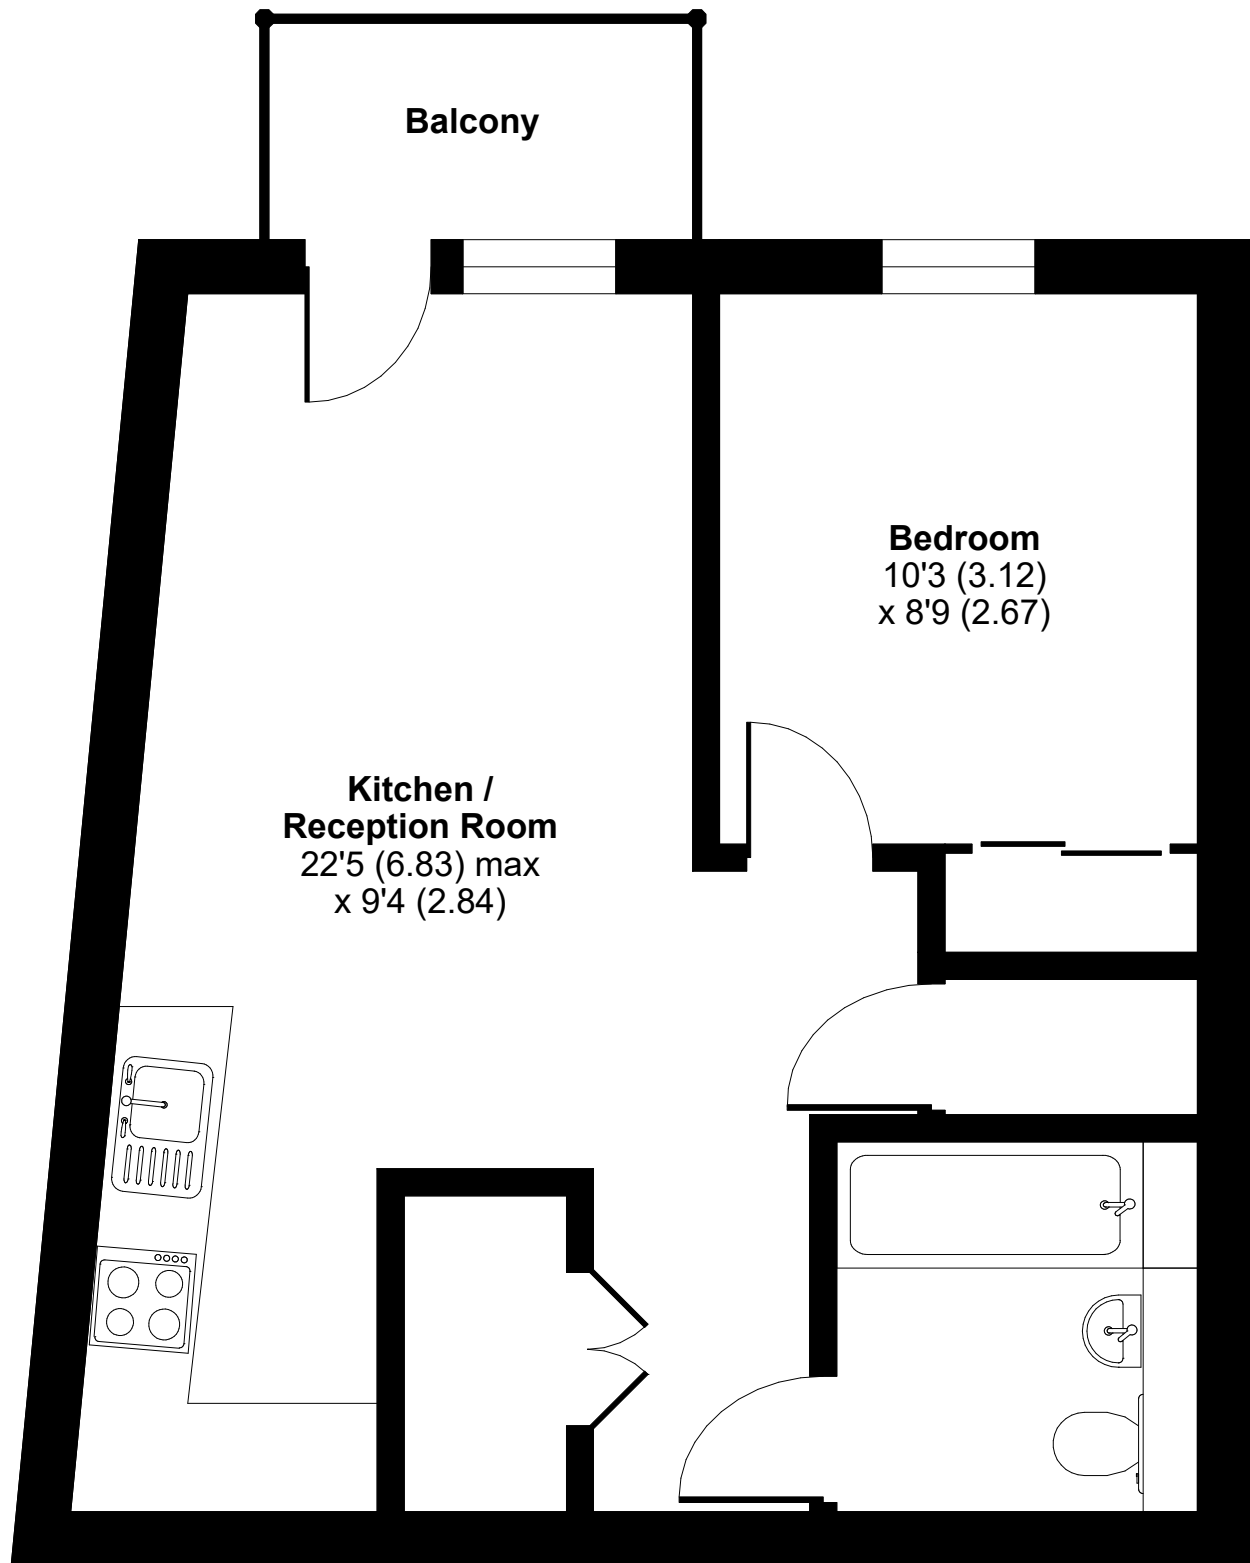 Balcony
Bedroom
10'3 (3.12)
x 8'9 (2.67)
Kitchen /
Reception Room
22'5 (6.83) max
x 9'4 (2.84)